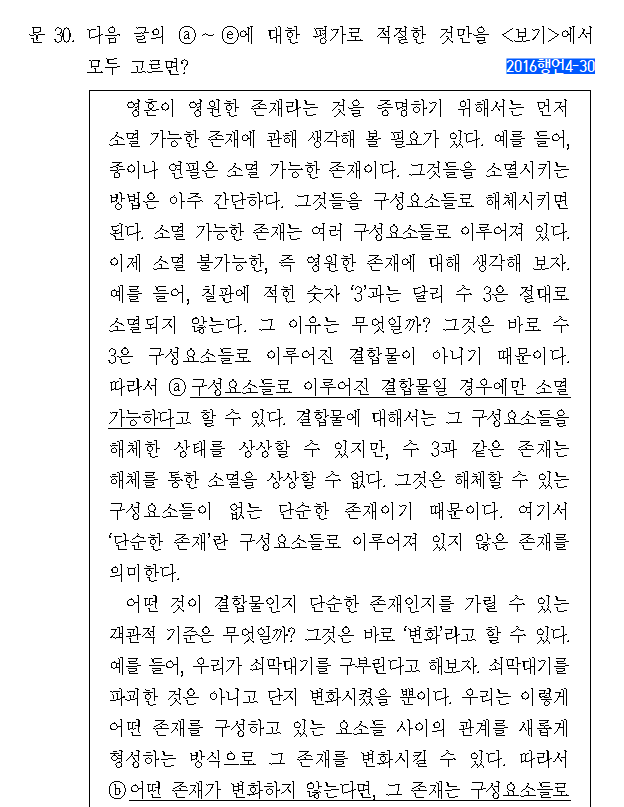 문 30. 다음 글의 ⓐ~ⓔ에 대한 평가로 적절한 것만을 <보기>에서
모두 고르면?
2016행언4-30
영혼이 영원한 존재라는 것을 증명하기 위해서는 먼저
소멸 가능한 존재에 관해 생각해 볼 필요가 있다. 예를 들어,
종이나 연필은 소멸 가능한 존재이다. 그것들을 소멸시키는
방법은 아주 간단하다. 그것들을 구성요소들로 해체시키면
된다. 소멸 가능한 존재는 여러 구성요소들로 이루어져 있다.
이제 소멸 불가능한, 즉 영원한 존재에 대해 생각해 보자.
예를 들어, 칠판에 적힌 숫자 ‘3’과는 달리 수 3은 절대로
소멸되지 않는다. 그 이유는 무엇일까? 그것은 바로 수
3은 구성요소들로 이루어진 결합물이 아니기 때문이다.
따라서 ⓐ구성요소들로 이루어진 결합물일 경우에만 소멸
가능하다고 할 수 있다. 결합물에 대해서는 그 구성요소들을
해체한 상태를 상상할 수 있지만, 수 3과 같은 존재는
해체를 통한 소멸을 상상할 수 없다. 그것은 해체할 수 있는
구성요소들이 없는 단순한 존재이기 때문이다. 여기서
‘단순한 존재’란 구성요소들로 이루어져 있지 않은 존재를
의미한다.
어떤 것이 결합물인지 단순한 존재인지를 가릴 수 있는
객관적 기준은 무엇일까? 그것은 바로 ‘변화’라고 할 수 있다.
예를 들어, 우리가 쇠막대기를 구부린다고 해보자. 쇠막대기를
파괴한 것은 아니고 단지 변화시켰을 뿐이다. 우리는 이렇게
어떤 존재를 구성하고 있는 요소들 사이의 관계를 새롭게
형성하는 방식으로 그 존재를 변화시킬 수 있다. 따라서
ⓑ어떤 존재가 변화하지 않는다면, 그 존재는 구성요소들로